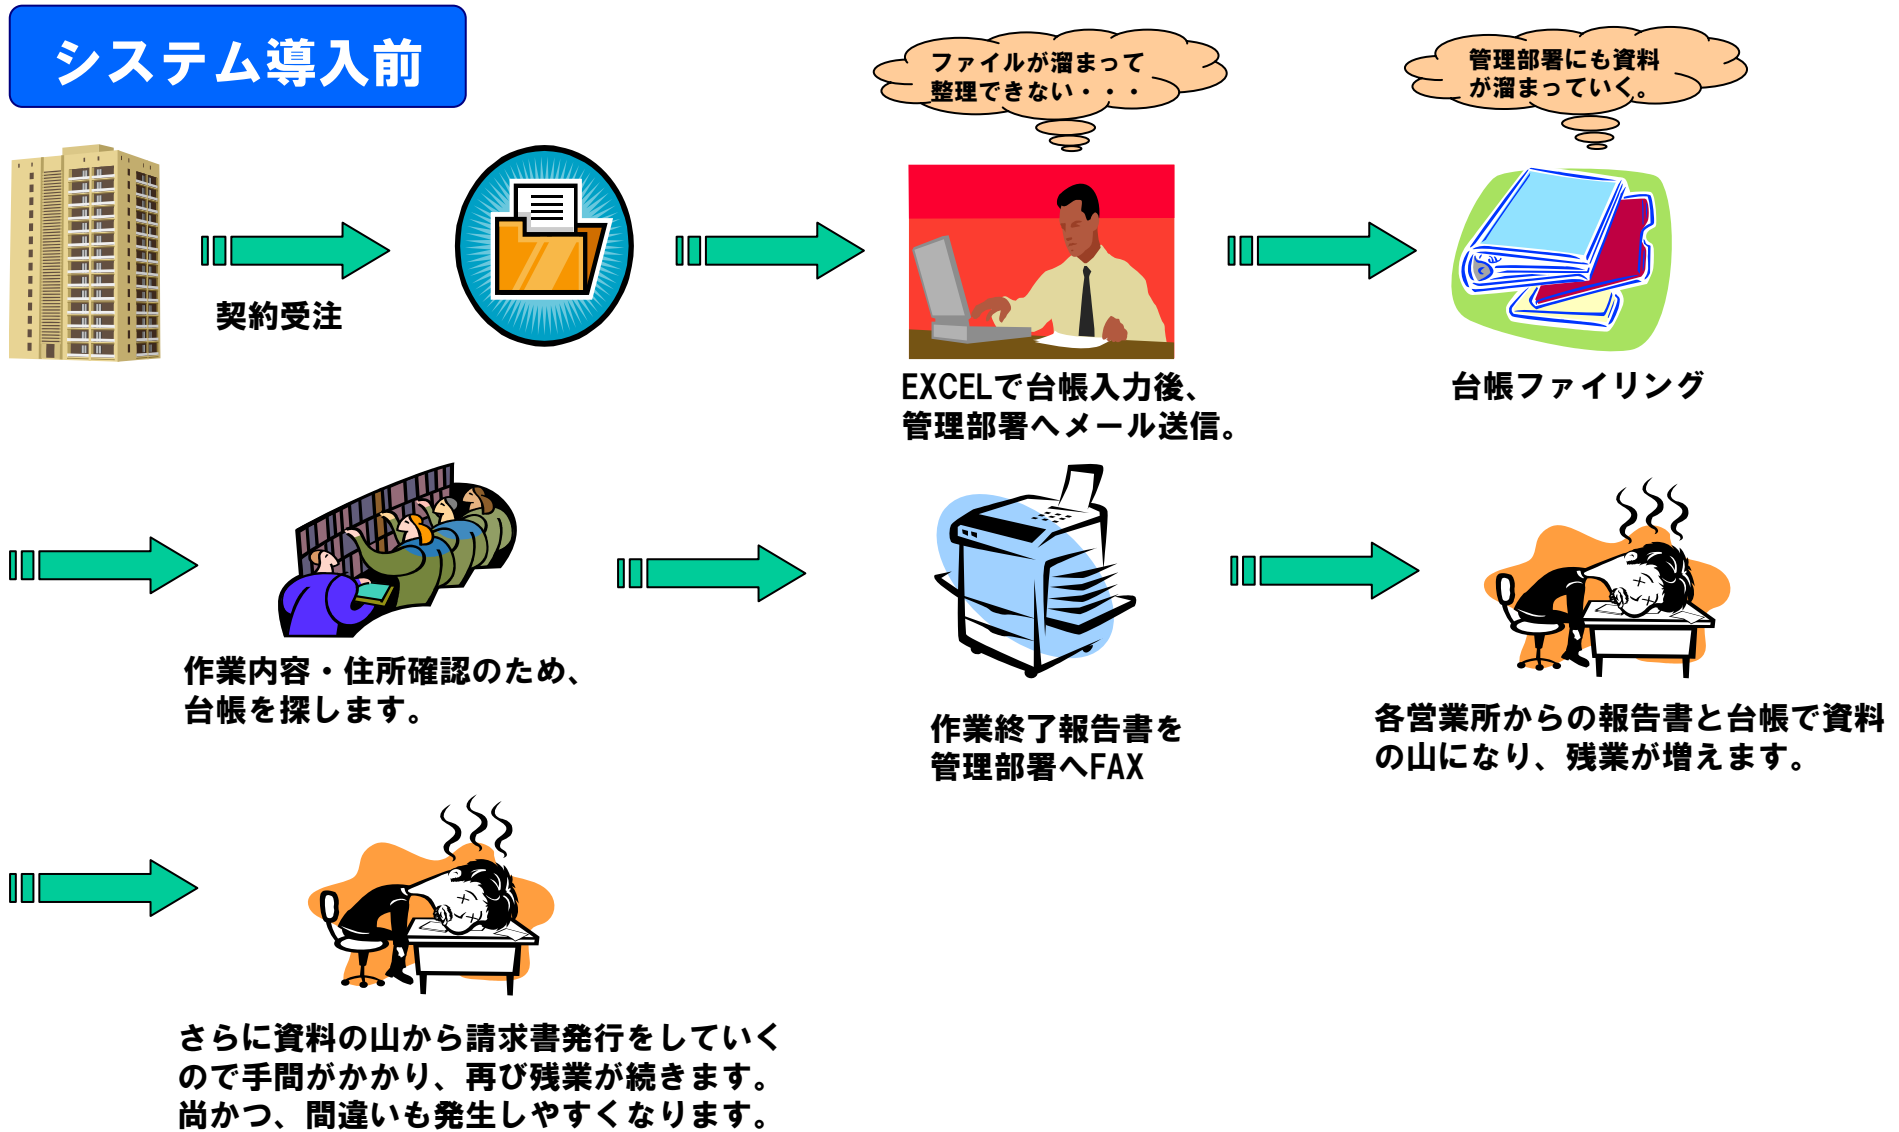 システム導入前
ファイルが溜まって
整理できない・・・
管理部署にも資料
が溜まっていく。
契約受注
EXCELで台帳入力後、
管理部署へメール送信。
台帳ファイリング
作業内容・住所確認のため、
台帳を探します。
作業終了報告書を
管理部署へFAX
各営業所からの報告書と台帳で資料
の山になり、残業が増えます。
さらに資料の山から請求書発行をしていく
ので手間がかかり、再び残業が続きます。
尚かつ、間違いも発生しやすくなります。